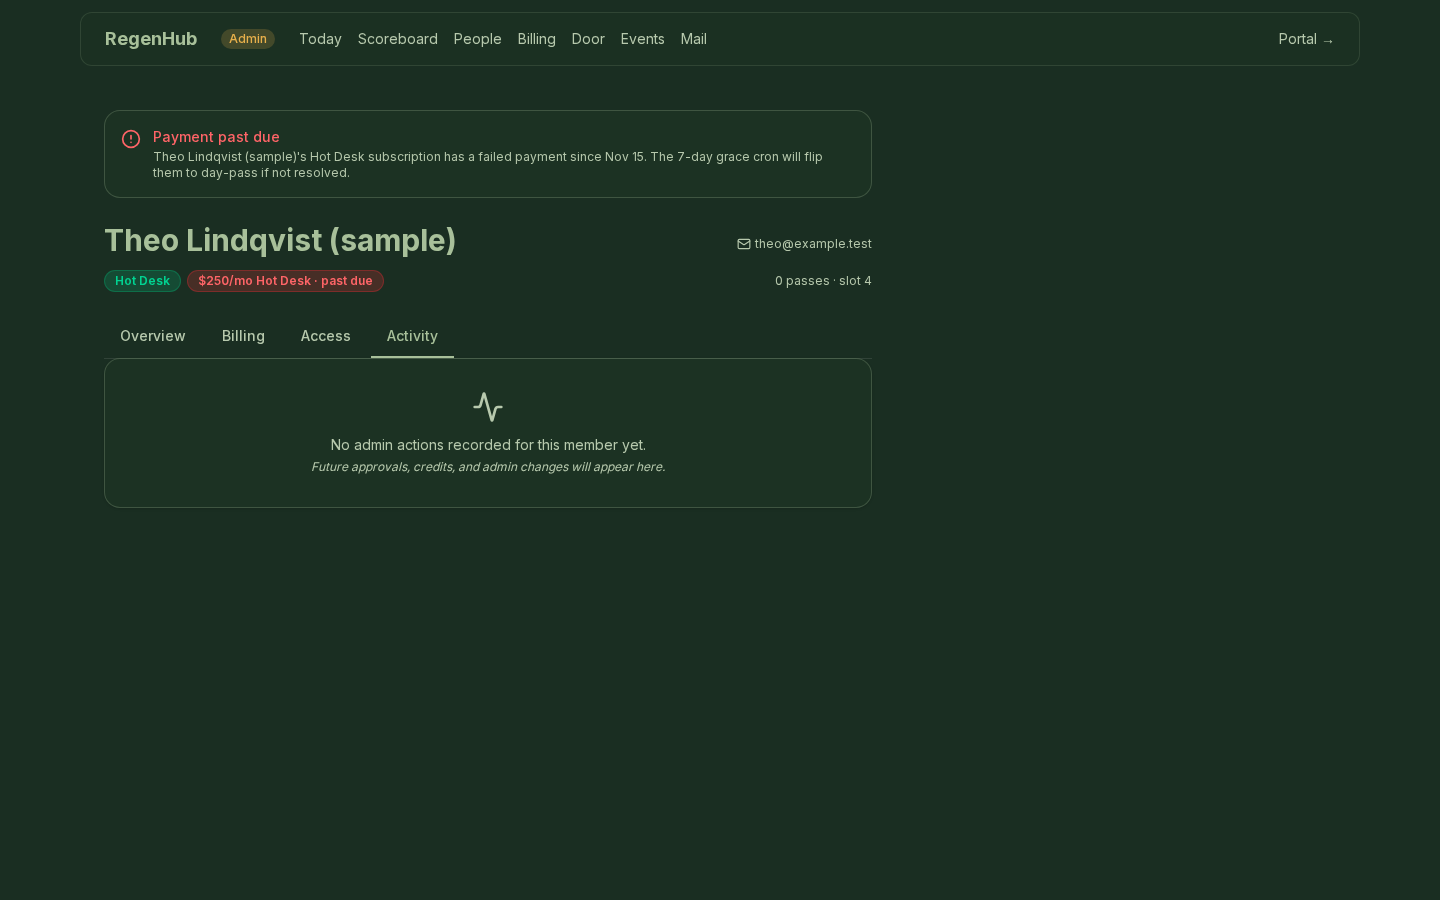 RegenHub Admin Today Scoreboard People Billing Door Events Mail Portal →
Payment past due
Theo Lindqvist (sample)'s Hot Desk subscription has a failed payment since Nov 15. The 7-day grace cron will flip
them to day-pass if not resolved.
Theo Lindqvist (sample) theo@example.test
Hot Desk $250/mo Hot Desk · past due 0 passes · slot 4
Overview Billing Access Activity
No admin actions recorded for this member yet.
Future approvals, credits, and admin changes will appear here.